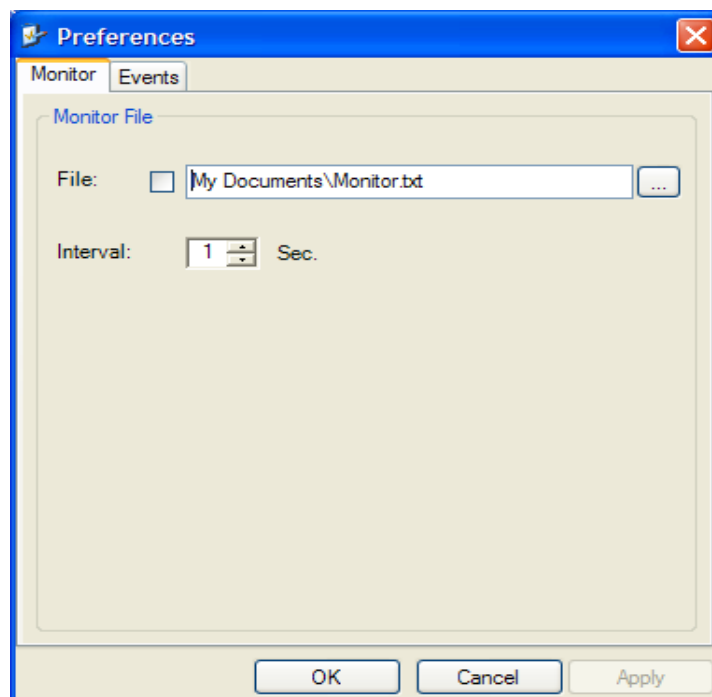 Preferences
Monitor Events
Monitor File
File: My Documents\Monitor.txt ...
Interval: 1 Sec.
OK Cancel Apply